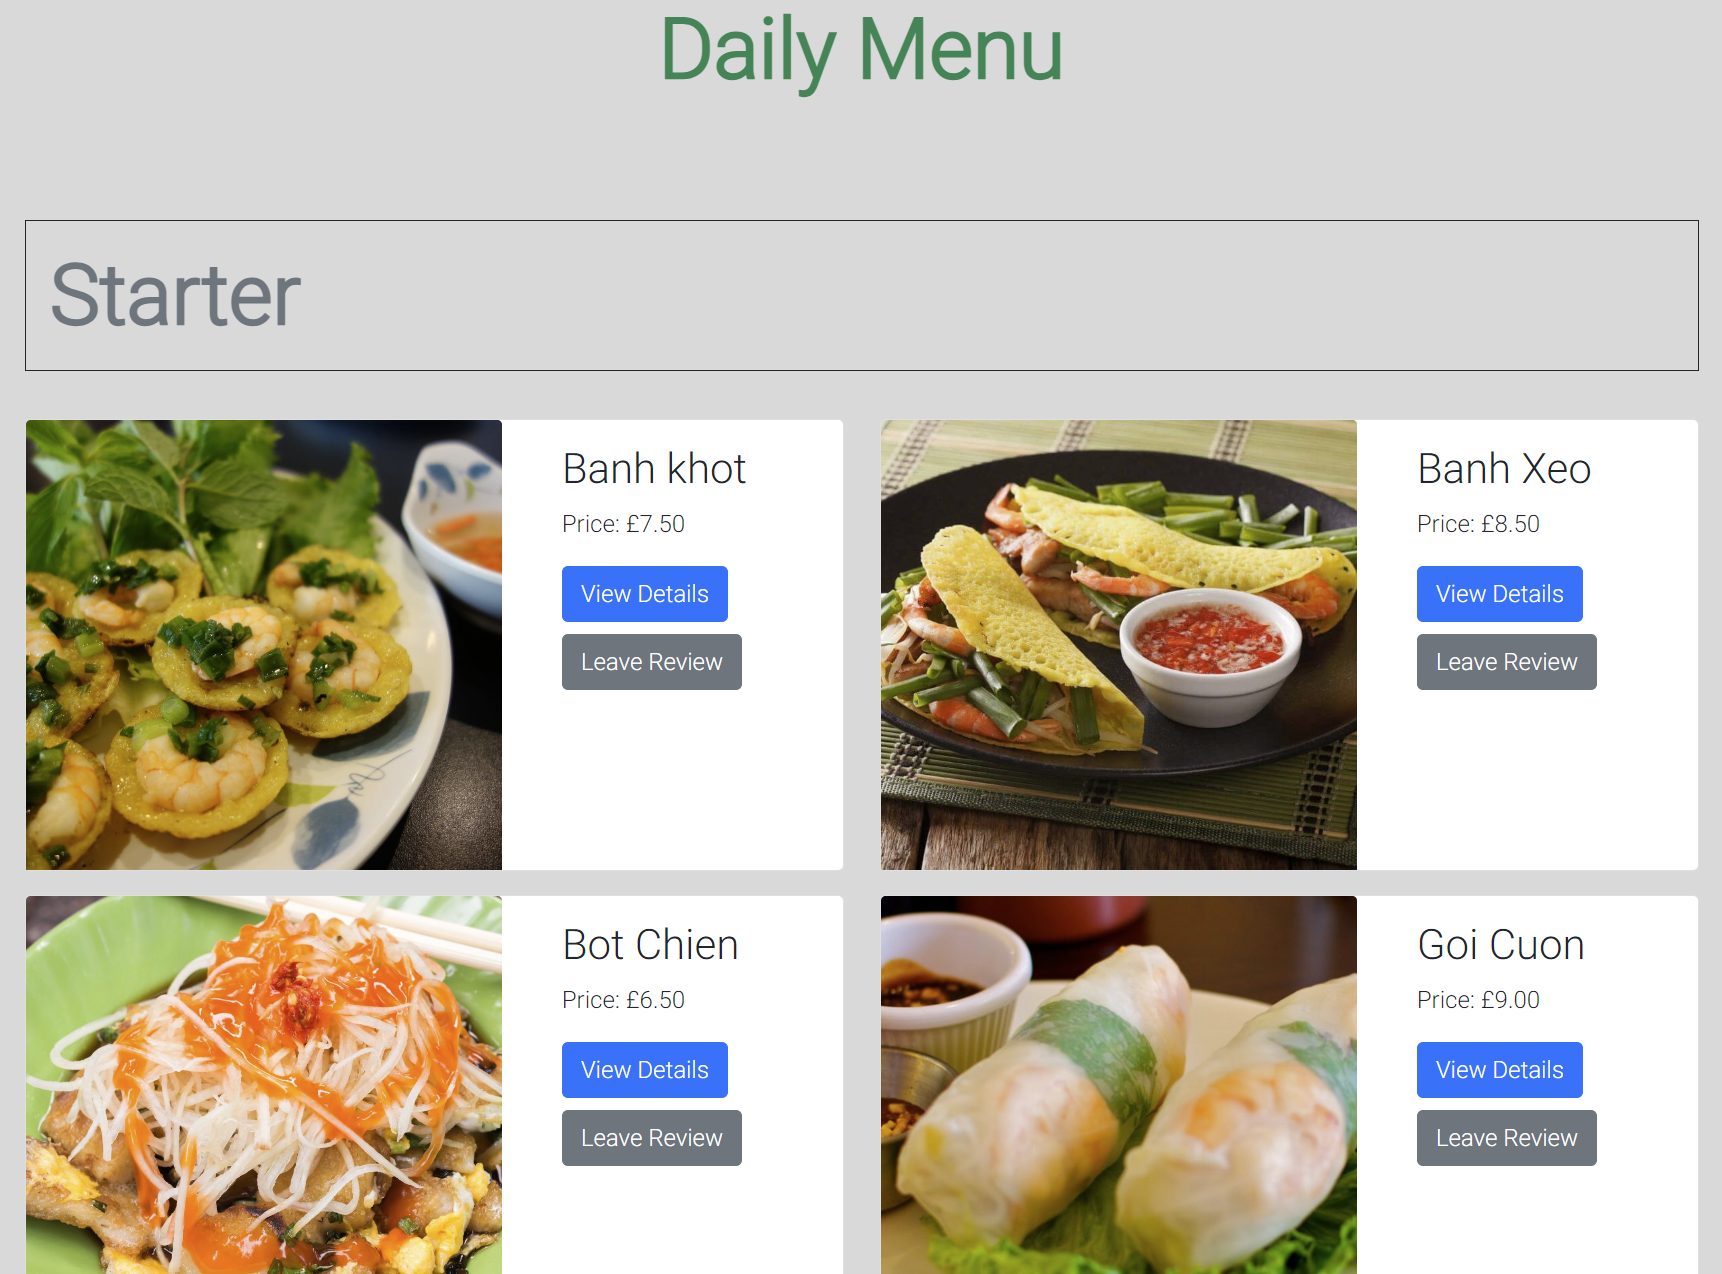 Daily Menu
Starter
Banh khot
Price: £7.50
View Details
Leave Review
Banh Xeo
Price: £8.50
View Details
Leave Review
Bot Chien
Price: £6.50
View Details
Leave Review
Goi Cuon
Price: £9.00
View Details
Leave Review